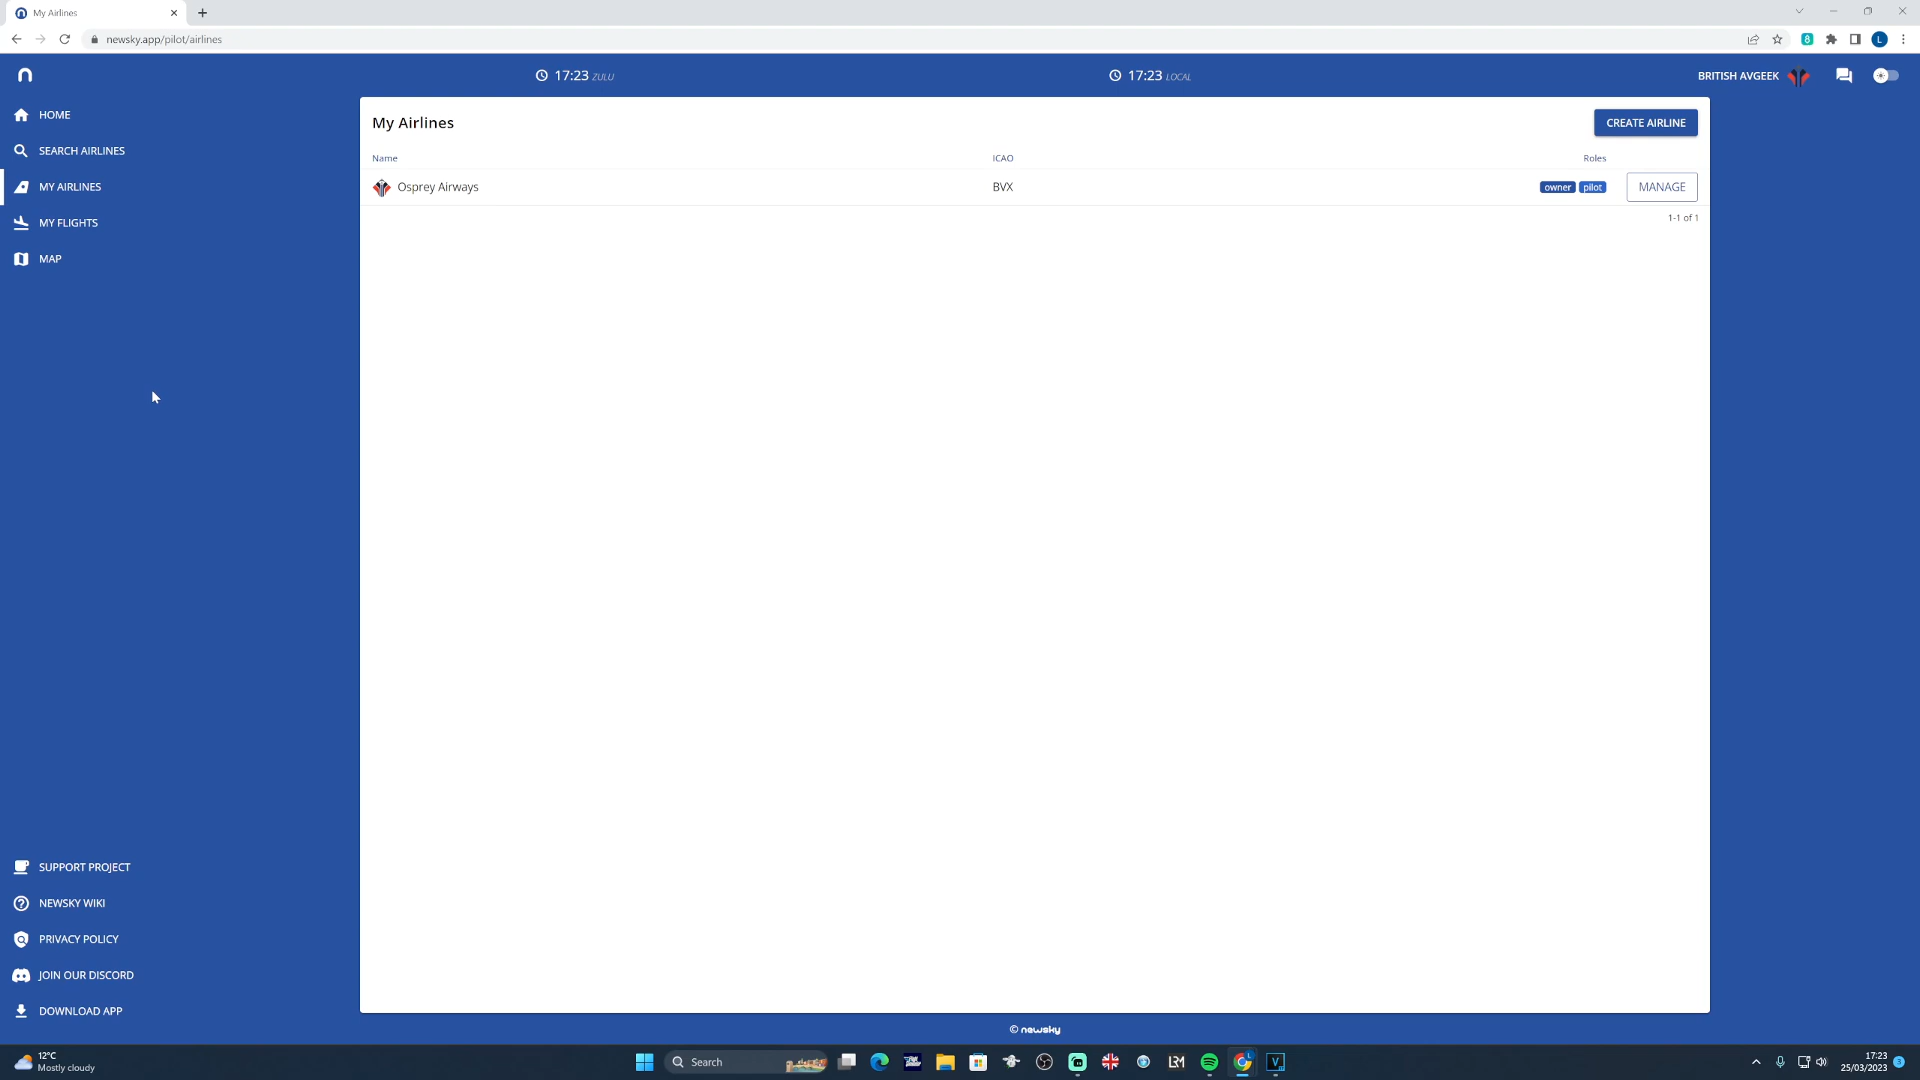 My Airlines
newsky.app/pilot/airlines
L
17:23 ZULU
17:23 LOCAL
BRITISH AVGEEK
HOME
SEARCH AIRLINES
MY AIRLINES
MY FLIGHTS
MAP
My Airlines
CREATE AIRLINE
Name ICAO Roles
Osprey Airways BVX owner pilot MANAGE
1-1 of 1
SUPPORT PROJECT
NEWSKY WIKI
PRIVACY POLICY
JOIN OUR DISCORD
DOWNLOAD APP
© newsky
12°C
Mostly cloudy
Search
LRM
17:23
25/03/2023
3